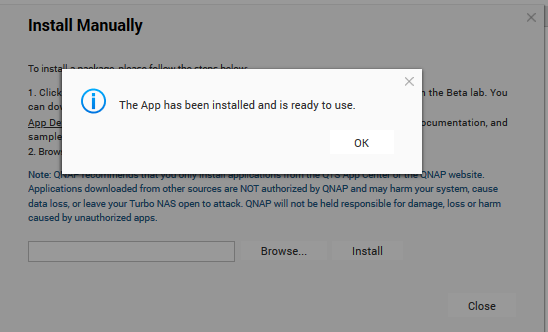 Install Manually
To install a package, please follow the steps below:
1. Click
n the Beta lab. You
can dow
App De
ocumentation, and
sample
2. Brow
The App has been installed and is ready to use.
OK
Note: QNAP recommends that you only install applications from the QTS App Center or the QNAP website.
Applications downloaded from other sources are NOT authorized by QNAP and may harm your system, cause
data loss, or leave your Turbo NAS open to attack. QNAP will not be held responsible for damage, loss or harm
caused by unauthorized apps.
Browse... Install
Close